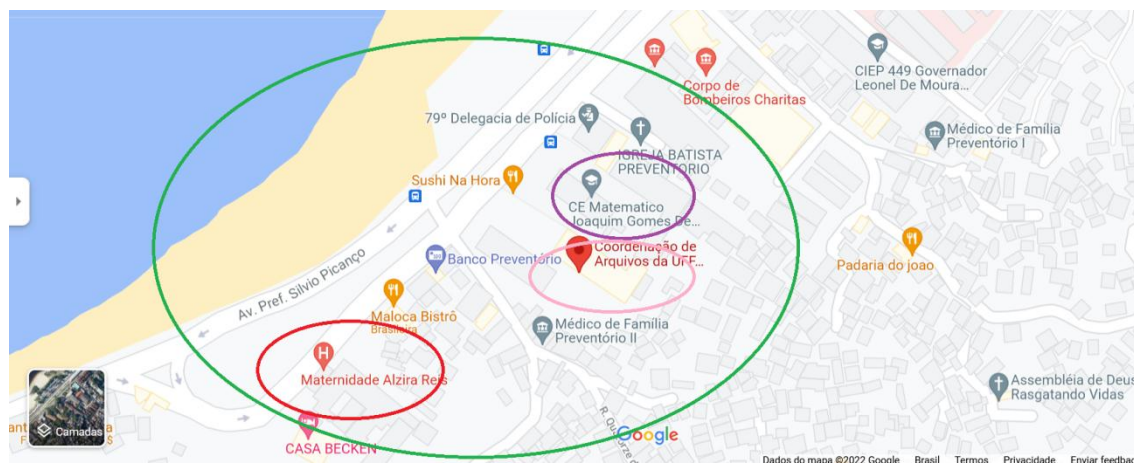 Corpo de
Bombeiros Charitas
CIEP 449 Governador
Leonel De Moura...
79º Delegacia de Polícia
Médico de Família
Preventório I
IGREJA BATISTA
PREVENTÓRIO
Sushi Na Hora
CE Matematico
Joaquim Gomes De...
Coordenação de
Arquivos da UFF...
Banco Preventório
Padaria do joao
Av. Pref. Silvio Picanço
Maloca Bistrô
Brasileira
Médico de Família
Preventório II
H
Maternidade Alzira Reis
Assembléia de Deus
Rasgatando Vidas
Camadas
CASA BECKEN
Google
Dados do mapa ©2022 Google Brasil Termos Privacidade Enviar feedbac